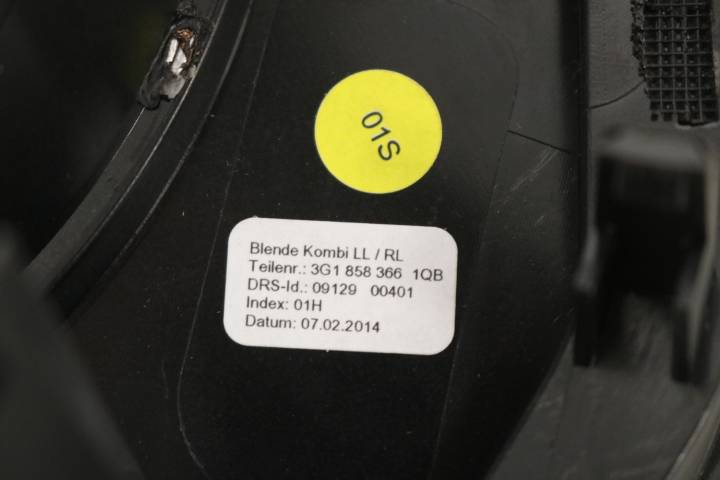 01S
Blende Kombi LL / RL
Teilenr.: 3G1 858 366 1QB
DRS-Id.: 09129 00401
Index: 01H
Datum: 07.02.2014